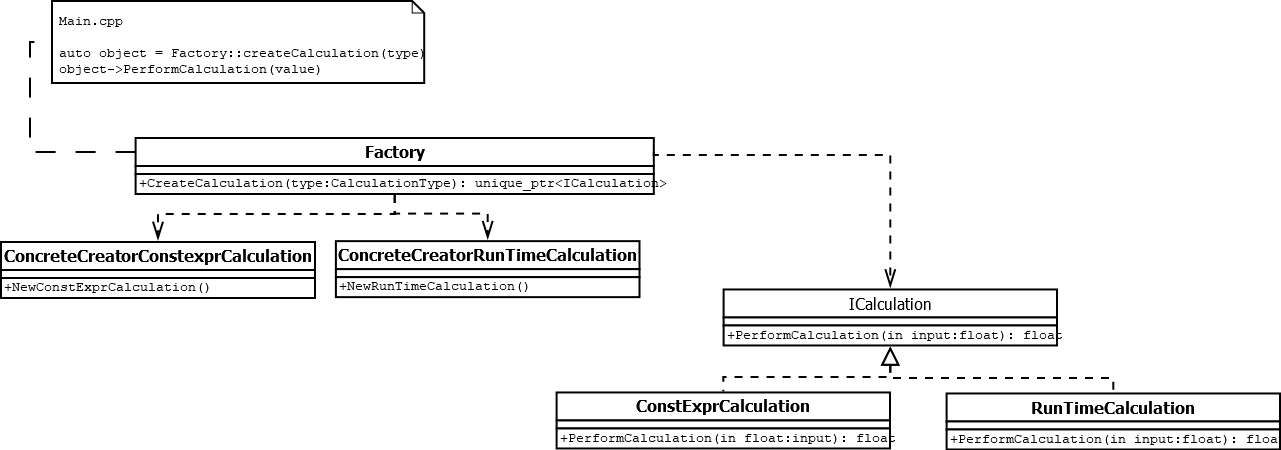 Main.cpp
auto object = Factory::createCalculation(type)
object->PerformCalculation(value)
Factory
+CreateCalculation(type:CalculationType): unique_ptr<ICalculation>
ConcreteCreatorConstexprCalculation
+NewConstExprCalculation()
ConcreteCreatorRunTimeCalculation
+NewRunTimeCalculation()
ICalculation
+PerformCalculation(in input:float): float
ConstExprCalculation
+PerformCalculation(in float:input): float
RunTimeCalculation
+PerformCalculation(in input:float): floa